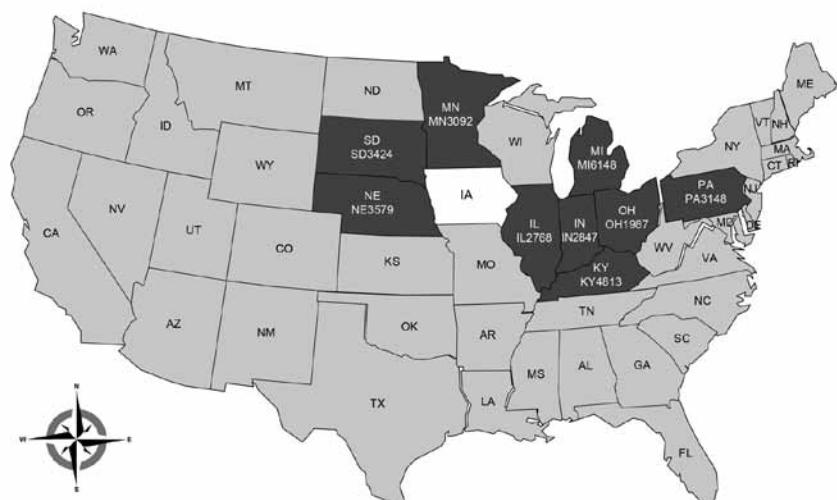 WA
MT
ND
MN
MN3092
OR
ID
WY
SD
SD3424
WI
MI
MI6148
NY
VT
NH
ME
MA
CT
RI
NE
NE3579
IA
IL
IL2768
IN
IN2847
OH
OH1987
PA
PA3148
NJ
MD
DE
CA
NV
UT
CO
KS
MO
KY
KY4813
WV
VA
AZ
NM
OK
AR
TN
NC
SC
TX
LA
MS
AL
GA
FL
N
W
E
S